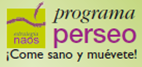 programa
perseo
estrategia
naos
¡Come sano y muévete!